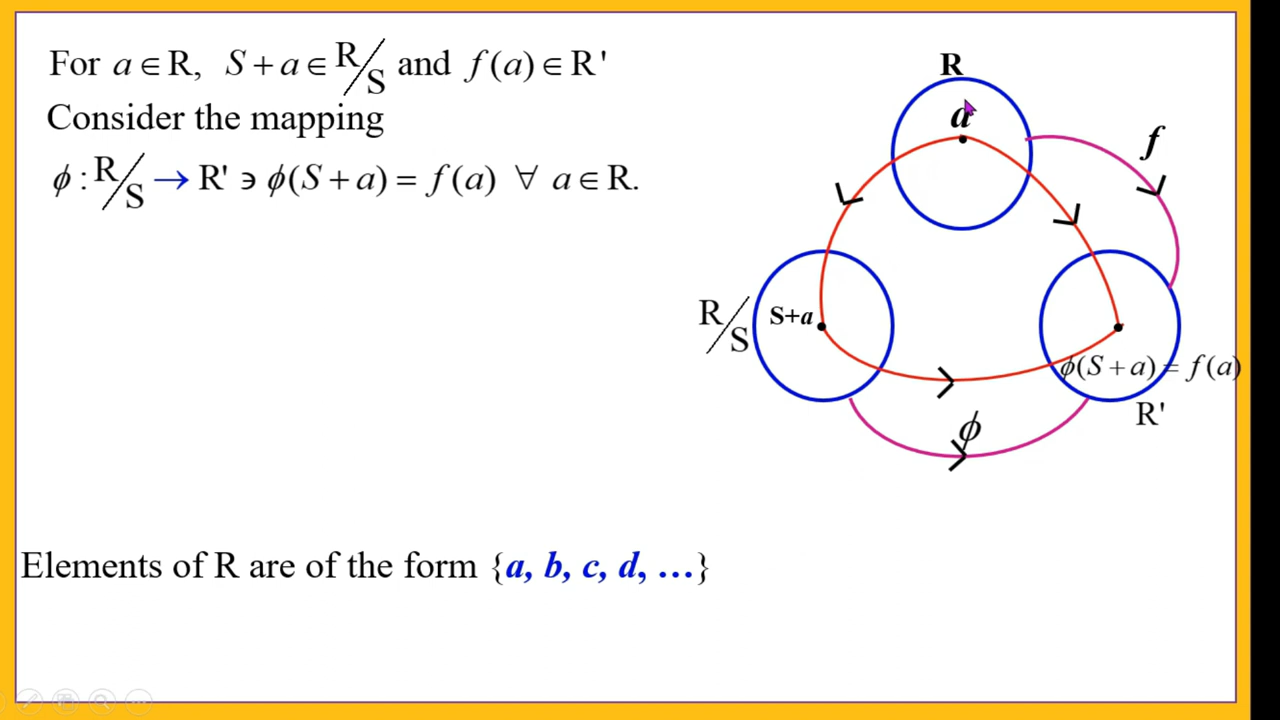 For a ∈ R, S + a ∈ R/S and f(a) ∈ R'
Consider the mapping
ϕ : R/S → R' ∍ ϕ(S + a) = f(a) ∀ a ∈ R.
R
a
f
R/S
S+a
ϕ(S + a) = f(a)
R'
ϕ
Elements of R are of the form {a, b, c, d, …}